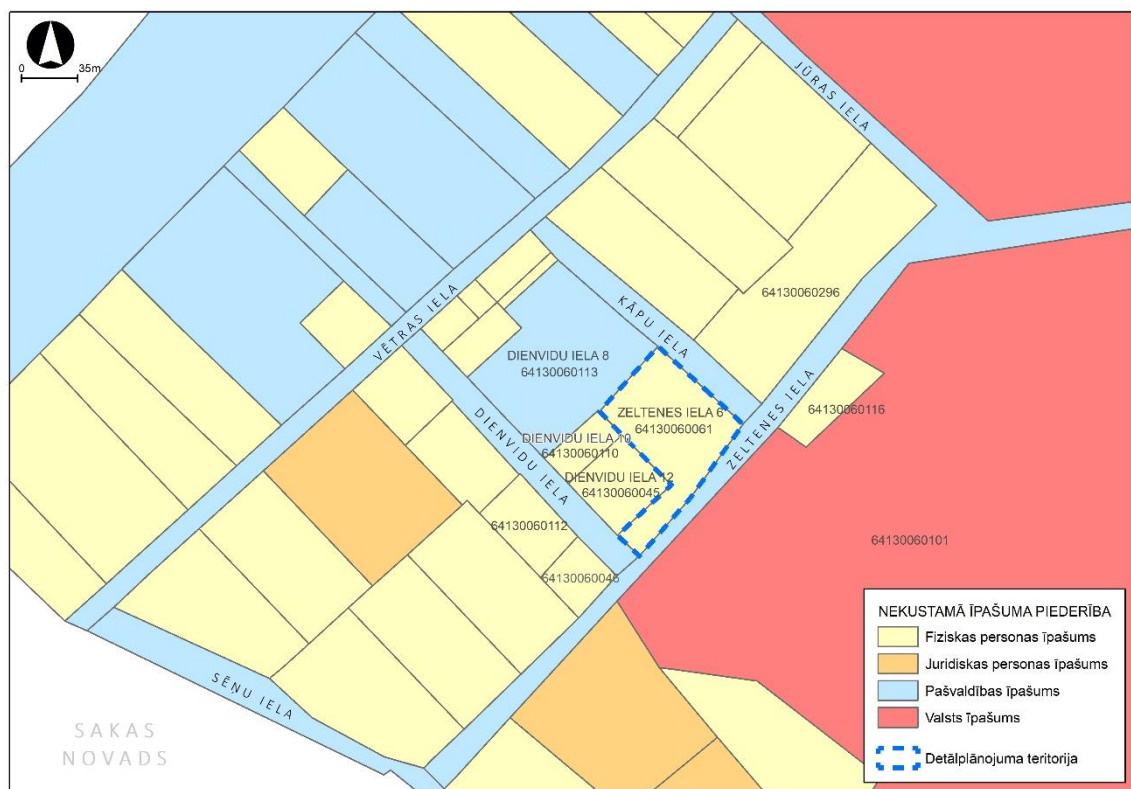 0 35m
JŪRAS IELA
64130060296
KĀPU IELA
VĒTRAS IELA
DIENVIDU IELA 8
64130060113
ZELTENES IELA 6
64130060061
64130060116
ZELTENES IELA
DIENVIDU IELA 10
64130060110
DIENVIDU IELA 12
64130060045
DIENVIDU IELA
64130060112
64130060046
64130060101
SĒŅU IELA
SAKAS
NOVADS
NEKUSTAMĀ ĪPAŠUMA PIEDERĪBA
Fiziskas personas īpašums
Juridiskas personas īpašums
Pašvaldības īpašums
Valsts īpašums
Detālplānojuma teritorija